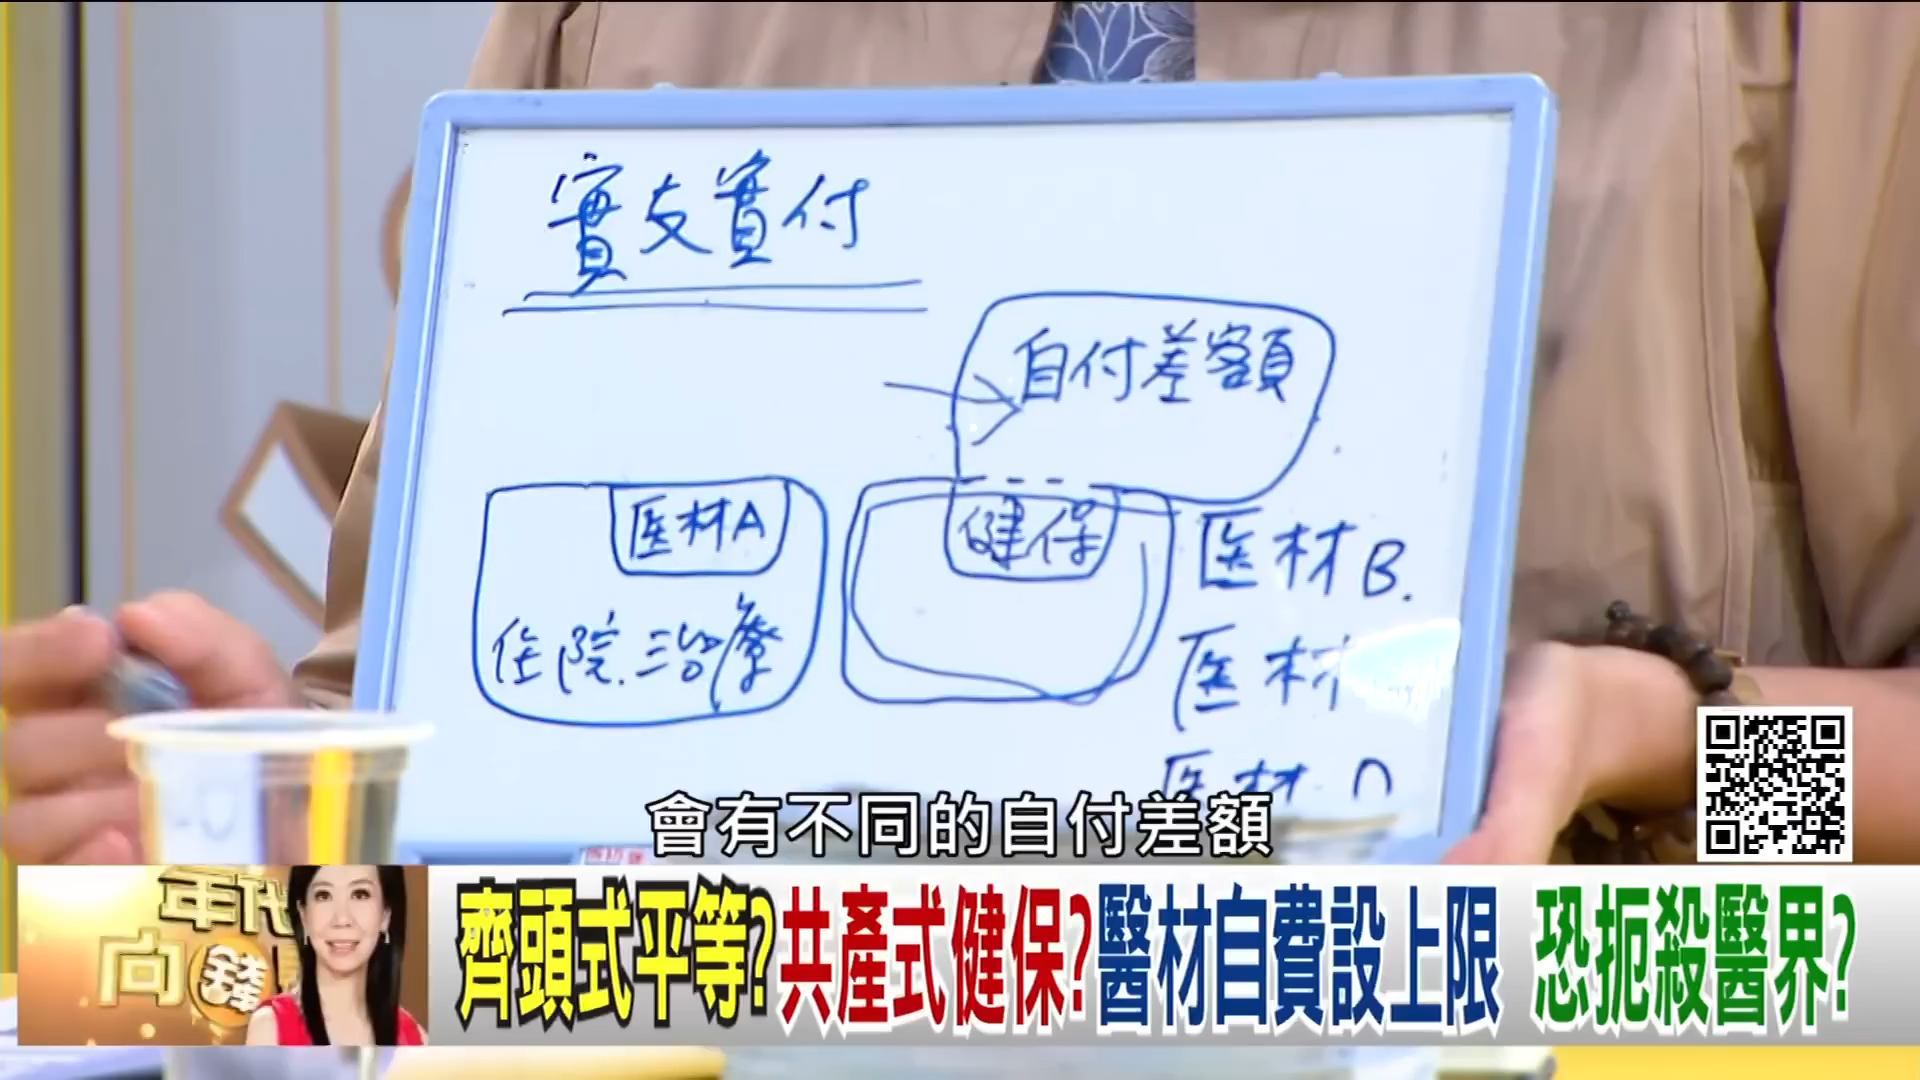 實支實付
自付差額
医材A
健保
医材B.
住院.治療
医材
医材 D
會有不同的自付差額
年代
向錢
齊頭式平等?共產式健保?醫材自費設上限 恐扼殺醫界?